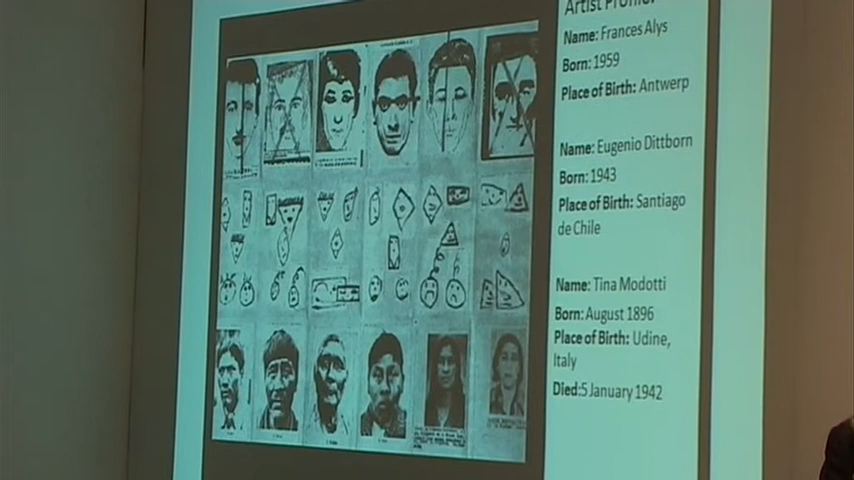 Artist Profile:
Name: Frances Alys
Born: 1959
Place of Birth: Antwerp
Name: Eugenio Dittborn
Born: 1943
Place of Birth: Santiago
de Chile
Name: Tina Modotti
Born: August 1896
Place of Birth: Udine,
Italy
Died:5 January 1942